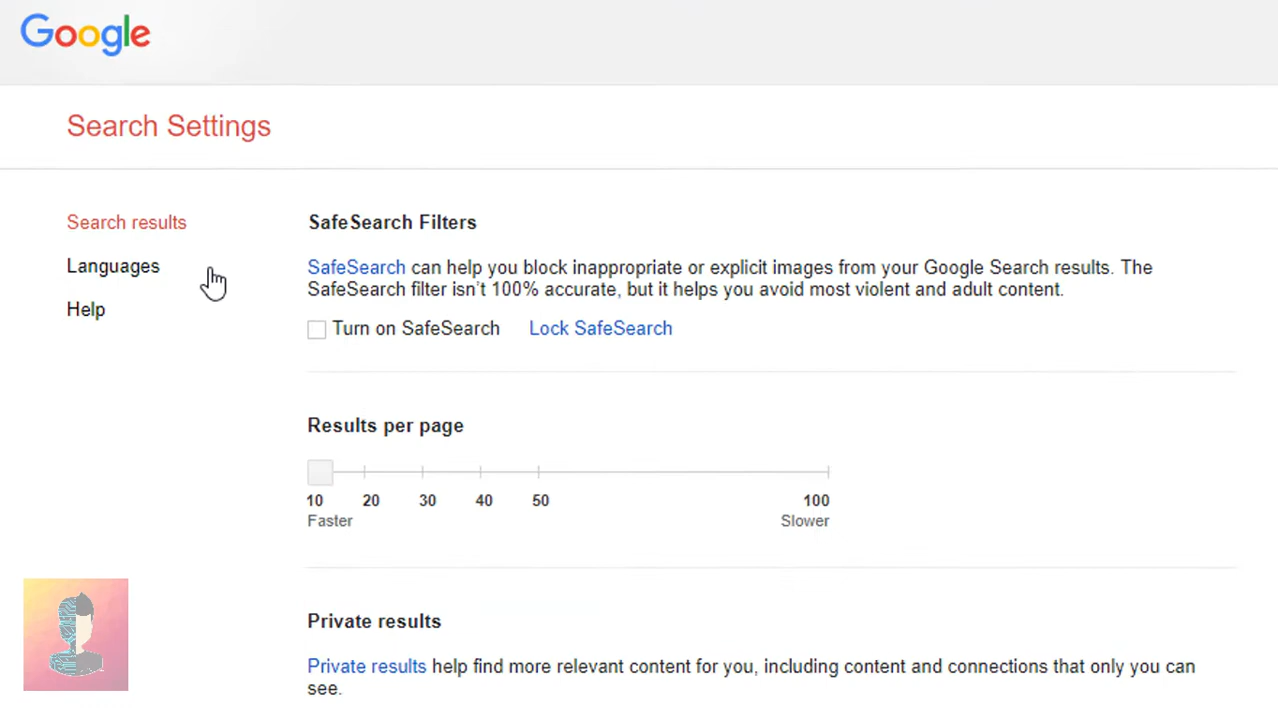 Google
Search Settings
Search results
Languages
Help
SafeSearch Filters
SafeSearch can help you block inappropriate or explicit images from your Google Search results. The
SafeSearch filter isn't 100% accurate, but it helps you avoid most violent and adult content.
Turn on SafeSearch Lock SafeSearch
Results per page
10 20 30 40 50 100
Faster Slower
Private results
Private results help find more relevant content for you, including content and connections that only you can
see.